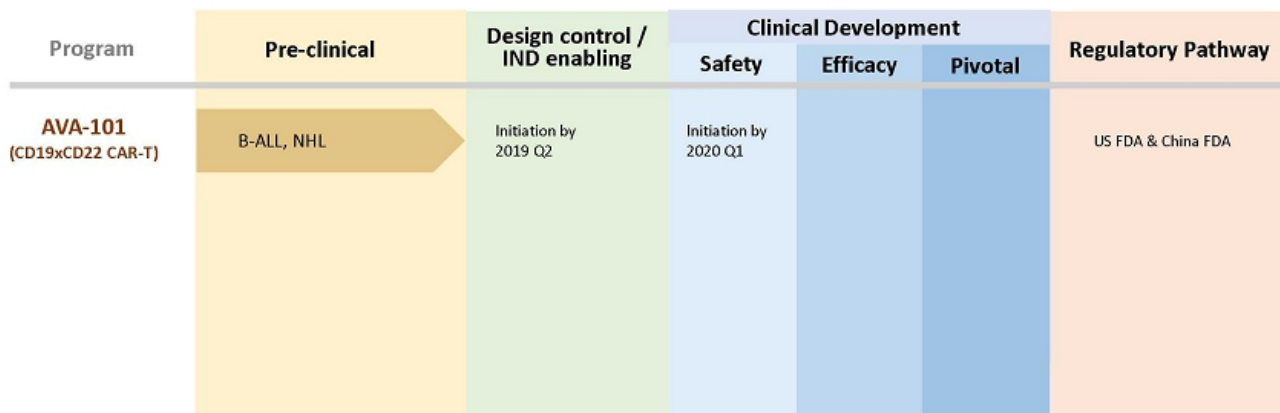 Program
Pre-clinical
Design control /
IND enabling
Clinical Development
Safety
Efficacy
Pivotal
Regulatory Pathway
AVA-101
(CD19xCD22 CAR-T)
B-ALL, NHL
Initiation by
2019 Q2
Initiation by
2020 Q1
US FDA & China FDA